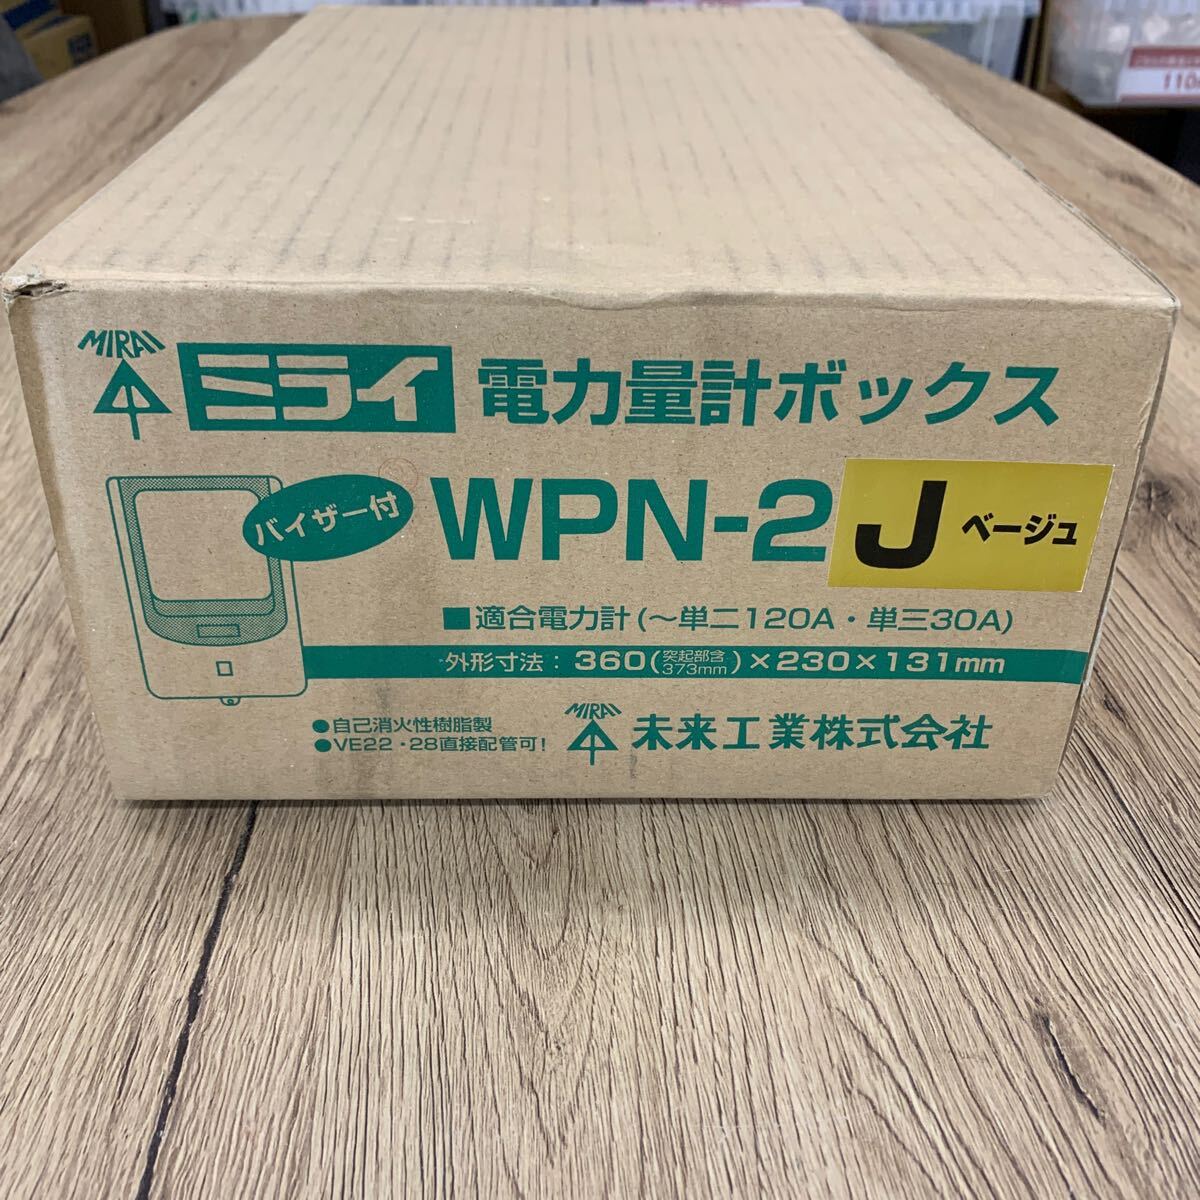 MIRAI ミライ 電力量計ボックス
バイザー付 WPN-2 J ベージュ
■適合電力計(～単二120A・単三30A)
外形寸法：360(突起部含373mm)×230×131mm
●自己消火性樹脂製
●VE22・28直接配管可!
MIRAI 未来工業株式会社
110